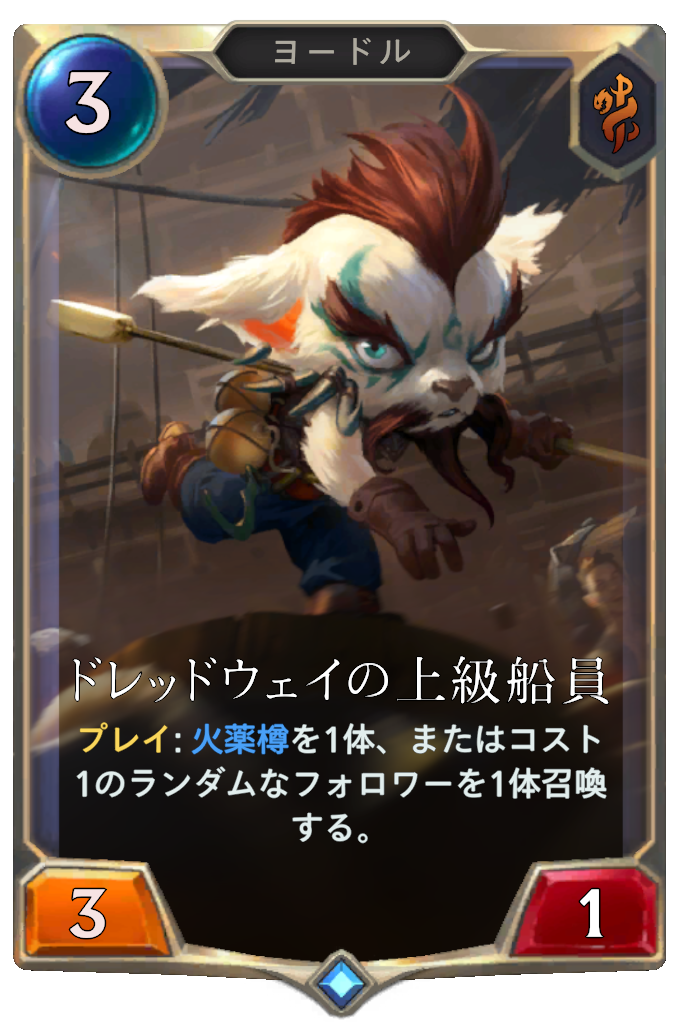 ヨードル
3
ドレッドウェイの上級船員
プレイ: 火薬樽を1体、またはコスト
1のランダムなフォロワーを1体召喚
する。
3
1